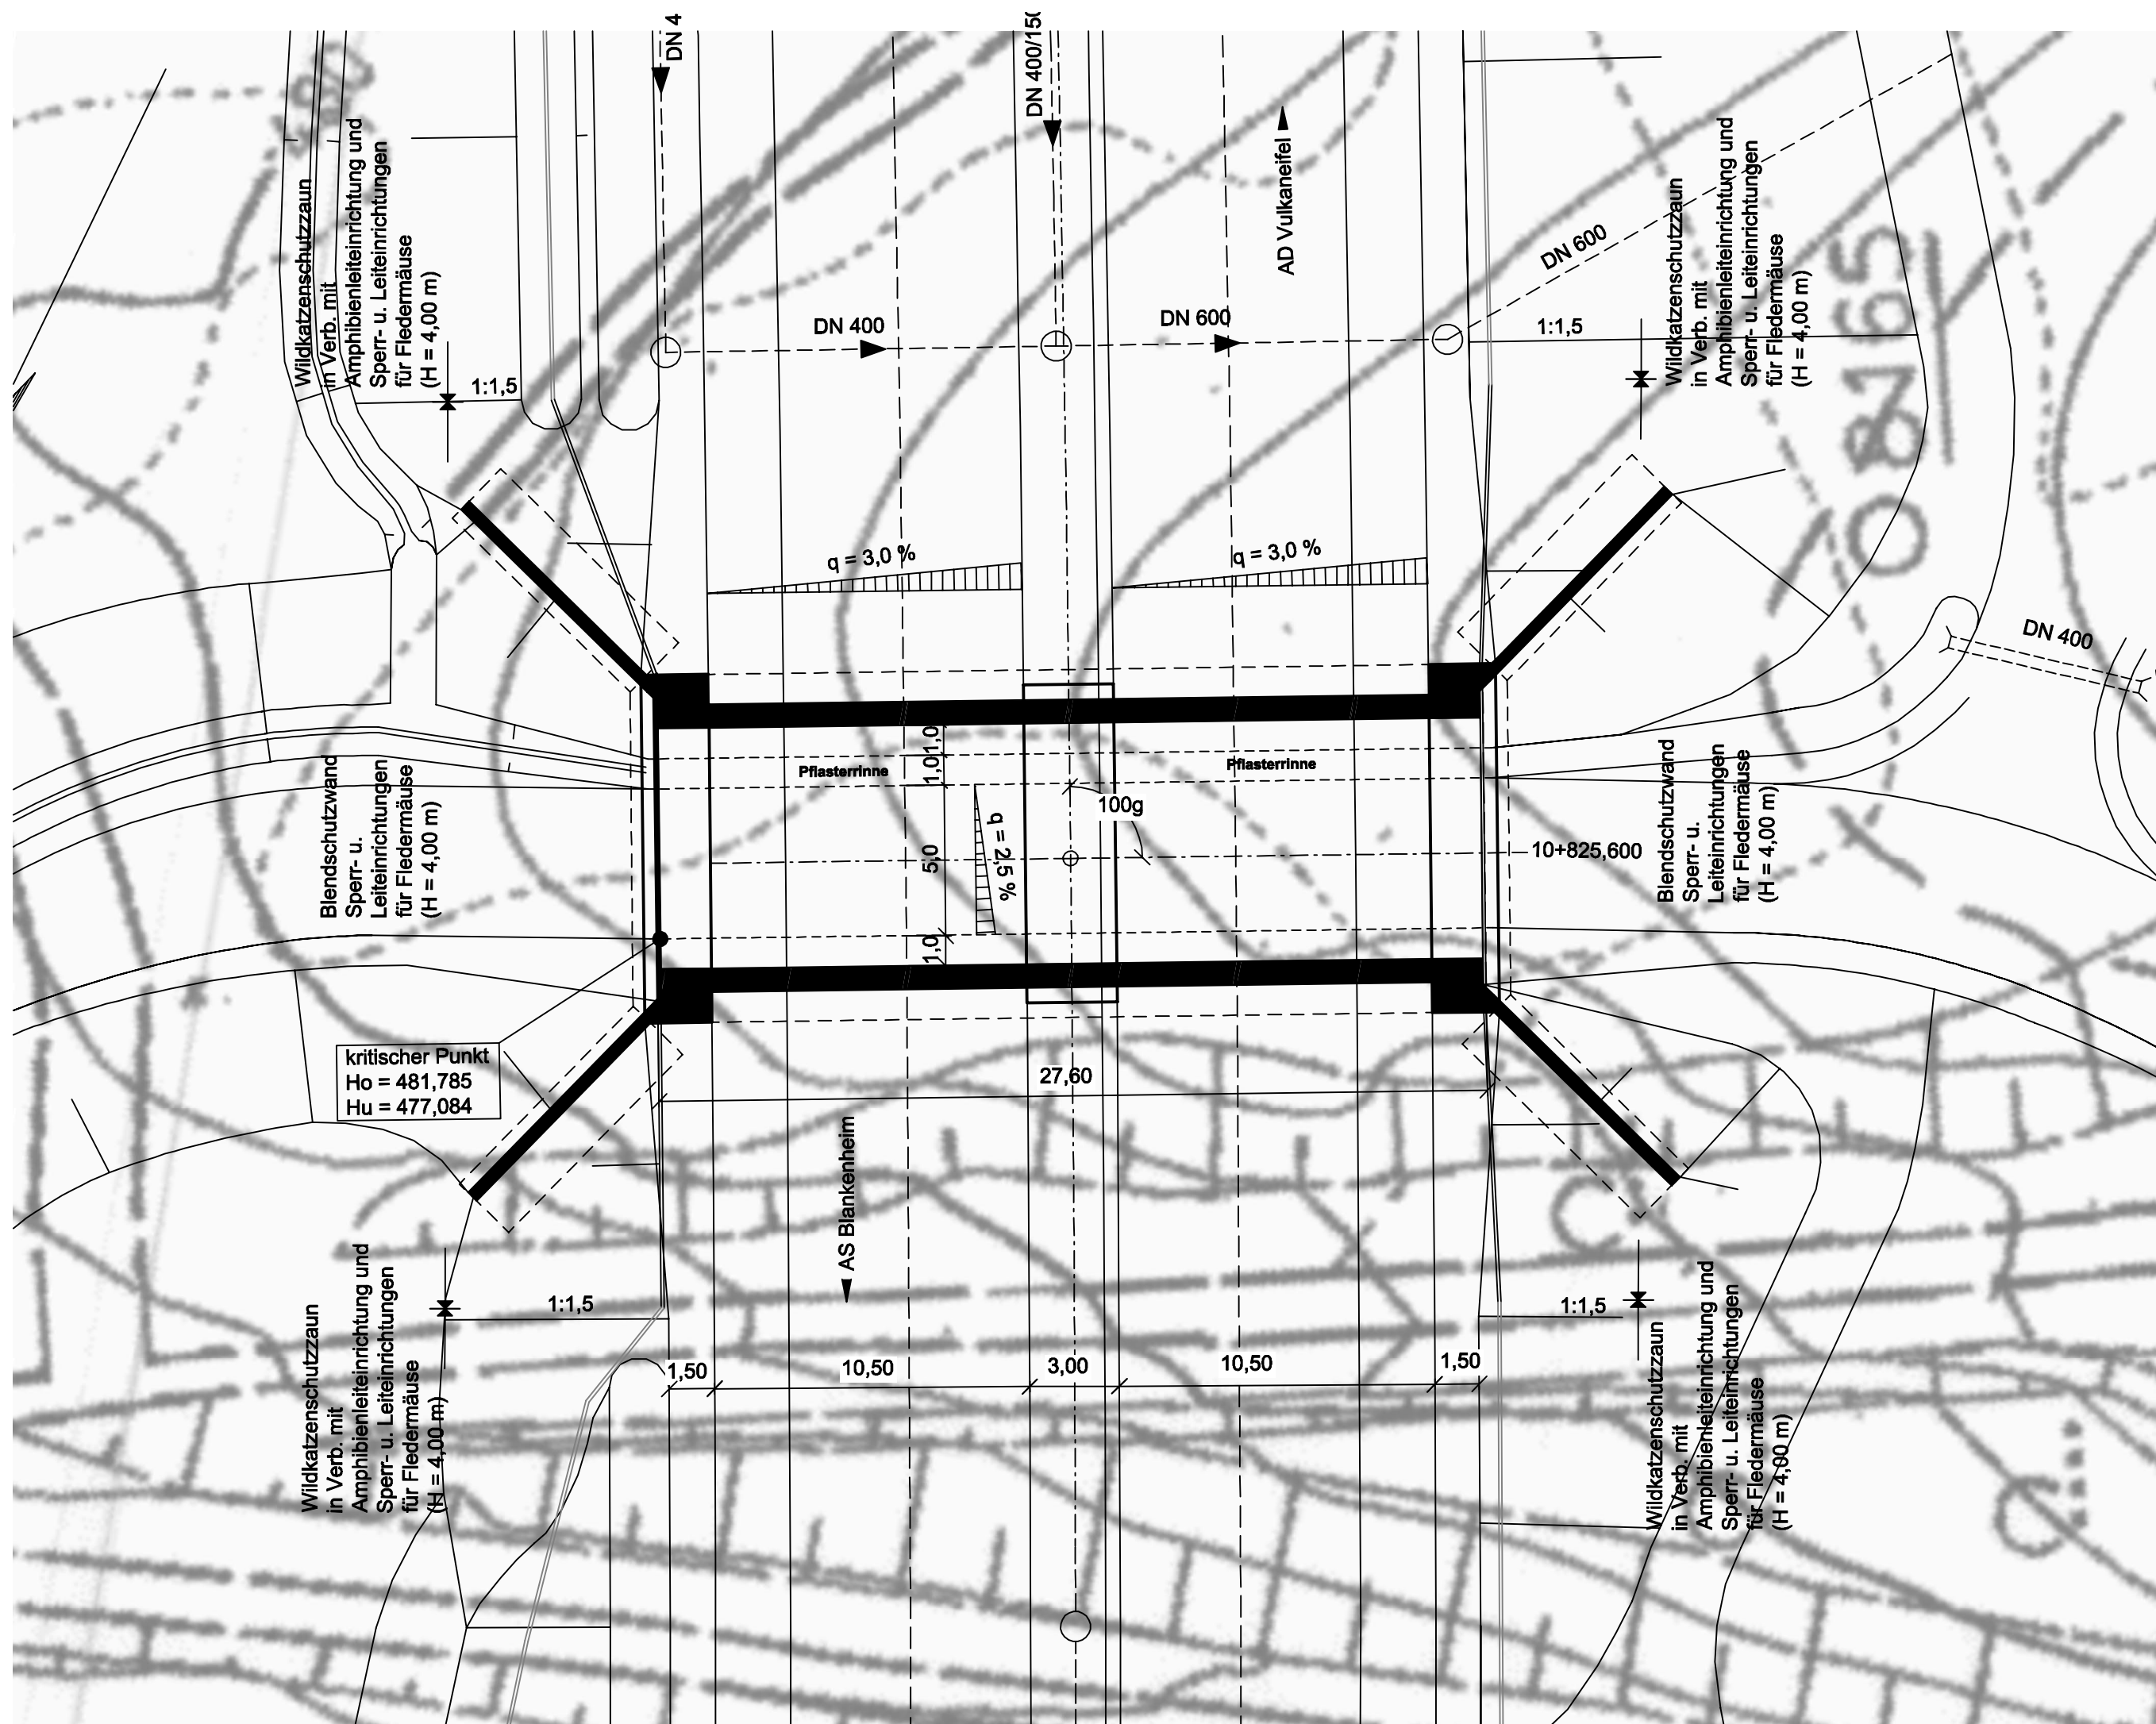 DN 4
DN 400/150
AD Vulkaneifel
Wildkatzenschutzzaun
in Verb. mit
Amphibienleiteinrichtung und
Sperr- u. Leiteinrichtungen
für Fledermäuse
(H = 4,00 m)
1:1,5
DN 400
DN 600
DN 600
1:1,5
Wildkatzenschutzzaun
in Verb. mit
Amphibienleiteinrichtung und
Sperr- u. Leiteinrichtungen
für Fledermäuse
(H = 4,00 m)
q = 3,0 %
q = 3,0 %
DN 400
Pflasterrinne
Pflasterrinne
1,0
1,0
5,0
1,0
q = 2,5 %
100g
10+825,600
Blendschutzwand
Sperr- u.
Leiteinrichtungen
für Fledermäuse
(H = 4,00 m)
Blendschutzwand
Sperr- u.
Leiteinrichtungen
für Fledermäuse
(H = 4,00 m)
kritischer Punkt
Ho = 481,785
Hu = 477,084
27,60
AS Blankenheim
1:1,5
1:1,5
Wildkatzenschutzzaun
in Verb. mit
Amphibienleiteinrichtung und
Sperr- u. Leiteinrichtungen
für Fledermäuse
(H = 4,00 m)
1,50
10,50
3,00
10,50
1,50
Wildkatzenschutzzaun
in Verb. mit
Amphibienleiteinrichtung und
Sperr- u. Leiteinrichtungen
für Fledermäuse
(H = 4,00 m)